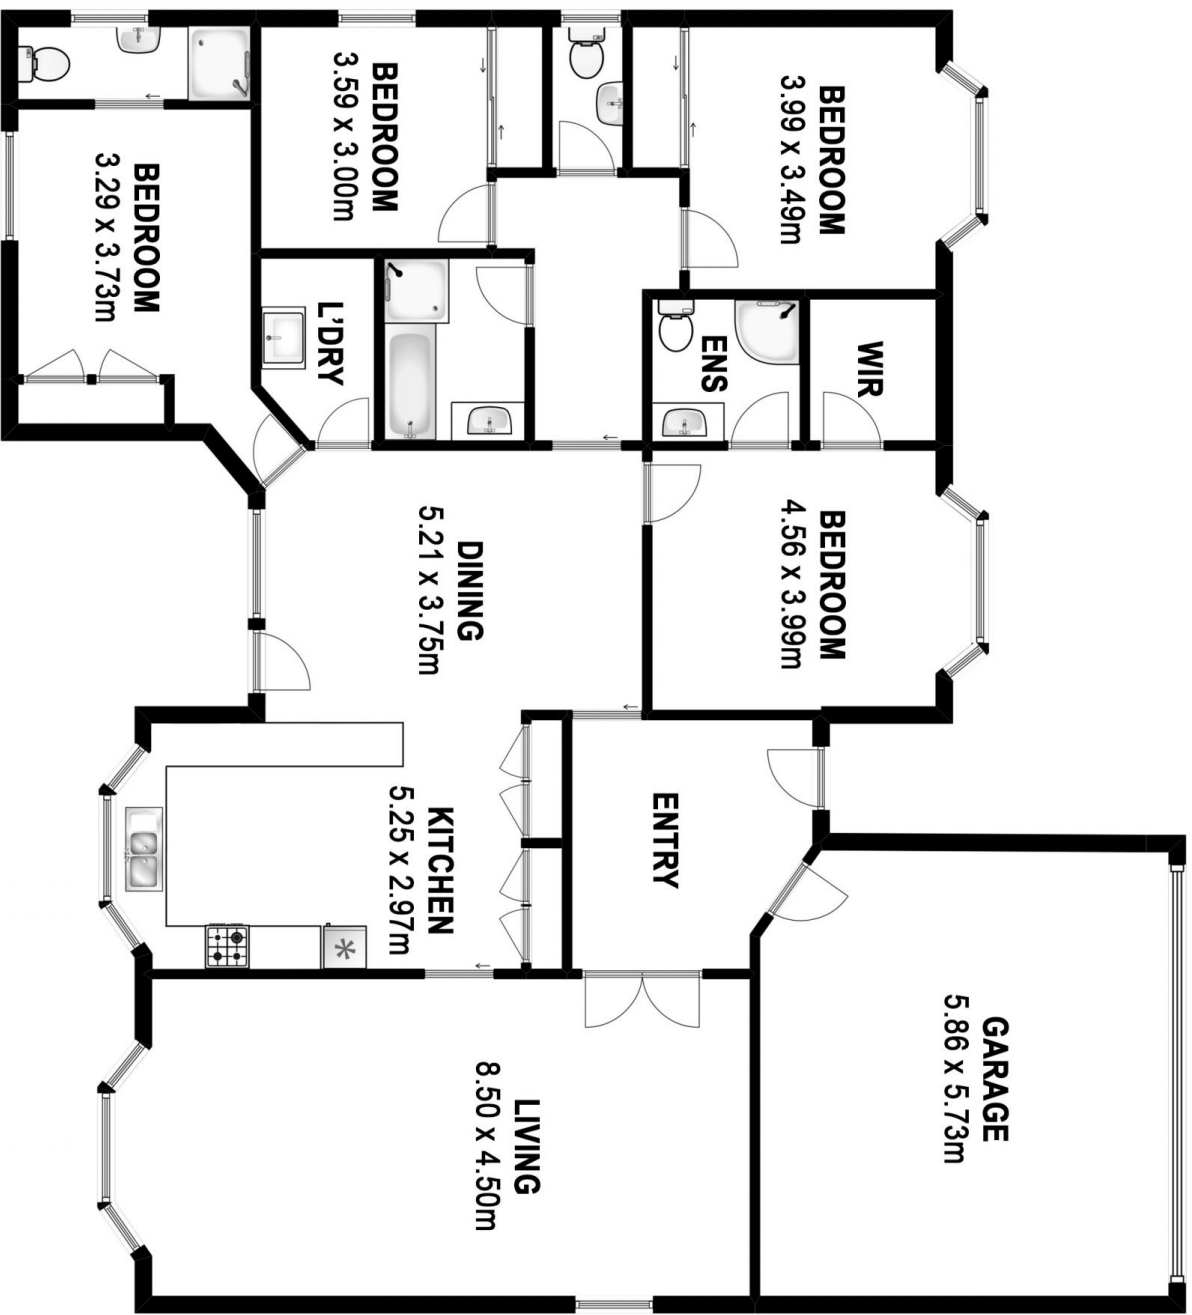 BEDROOM
3.29 x 3.73m
BEDROOM
3.59 x 3.00m
BEDROOM
3.99 x 3.49m
L'DRY
ENS
WIR
DINING
5.21 x 3.75m
BEDROOM
4.56 x 3.99m
KITCHEN
5.25 x 2.97m
ENTRY
LIVING
8.50 x 4.50m
GARAGE
5.86 x 5.73m